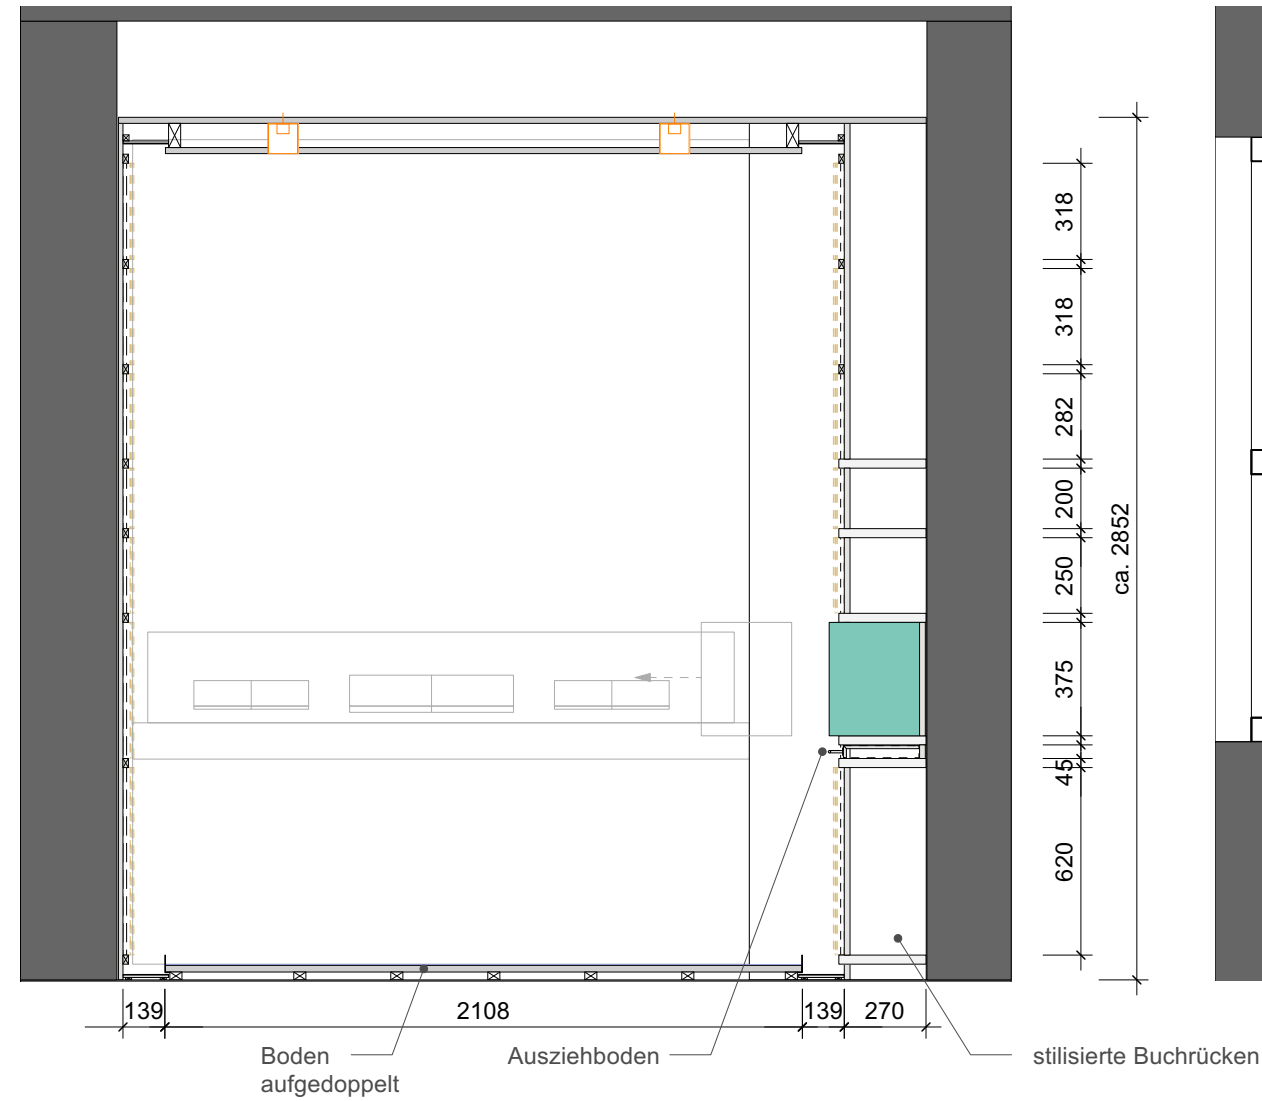 318
318
282
200
250
375
45
620
ca. 2852
139
2108
139
270
Boden
aufgedoppelt
Ausziehboden
stilisierte Buchrücken